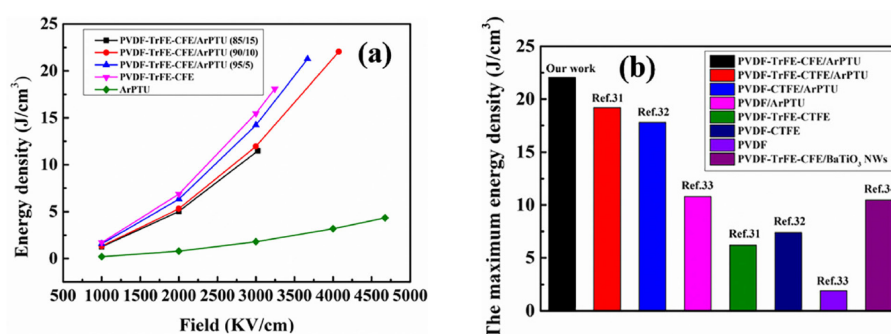 (a)
PVDF-TrFE-CFE/ArPTU (85/15)
PVDF-TrFE-CFE/ArPTU (90/10)
PVDF-TrFE-CFE/ArPTU (95/5)
PVDF-TrFE-CFE
ArPTU
Energy density (J/cm³)
25
20
15
10
5
0
500 1000 1500 2000 2500 3000 3500 4000 4500 5000
Field (KV/cm)
(b)
PVDF-TrFE-CFE/ArPTU
PVDF-TrFE-CTFE/ArPTU
PVDF-CTFE/ArPTU
PVDF/ArPTU
PVDF-TrFE-CTFE
PVDF-CTFE
PVDF
PVDF-TrFE-CFE/BaTiO₃ NWs
The maximum energy density (J/cm³)
25
20
15
10
5
0
Our work
Ref.31
Ref.32
Ref.33
Ref.31
Ref.32
Ref.33